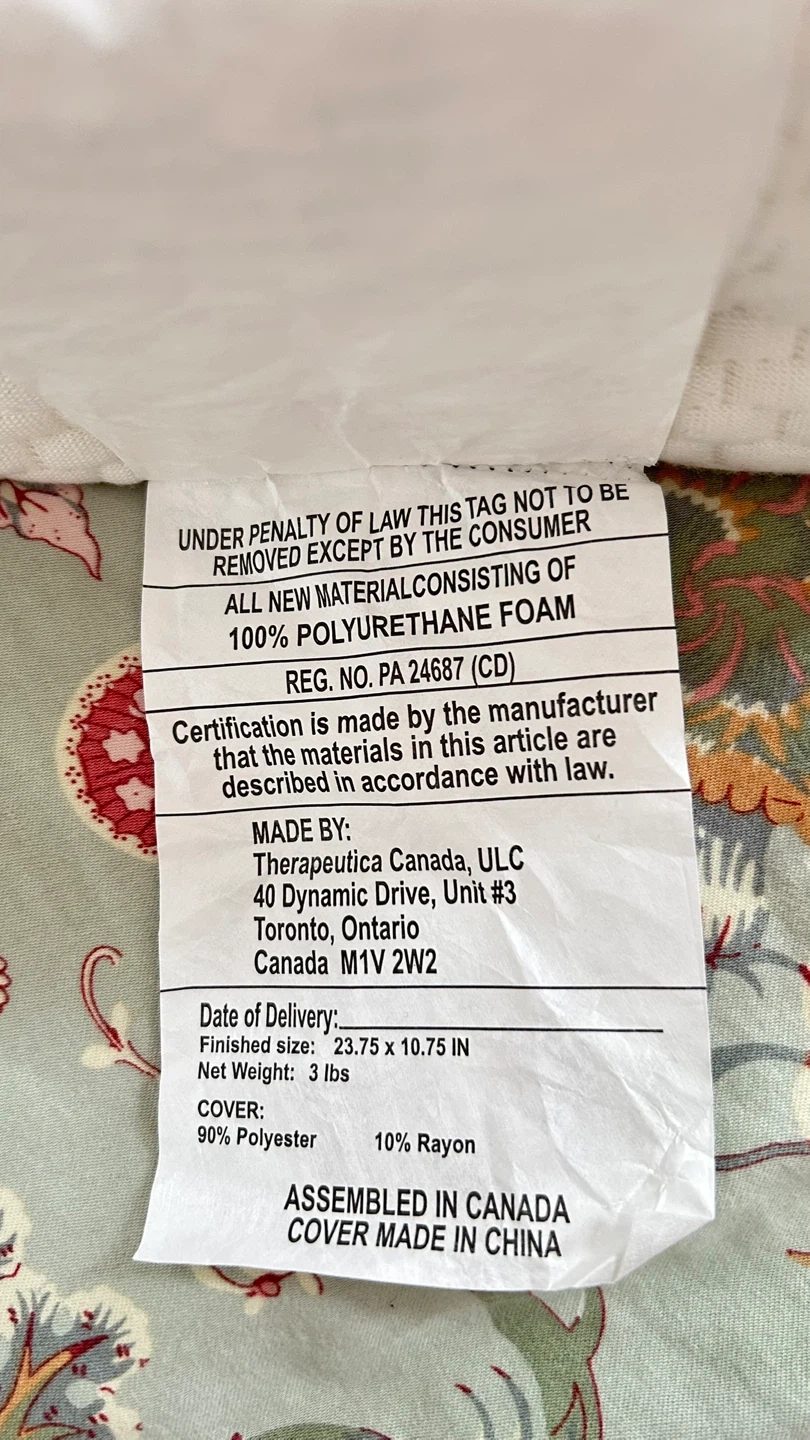 UNDER PENALTY OF LAW THIS TAG NOT TO BE
REMOVED EXCEPT BY THE CONSUMER
ALL NEW MATERIALCONSISTING OF
100% POLYURETHANE FOAM
REG. NO. PA 24687 (CD)
Certification is made by the manufacturer
that the materials in this article are
described in accordance with law.
MADE BY:
Therapeutica Canada, ULC
40 Dynamic Drive, Unit #3
Toronto, Ontario
Canada M1V 2W2
Date of Delivery:
Finished size: 23.75 x 10.75 IN
Net Weight: 3 lbs
COVER:
90% Polyester 10% Rayon
ASSEMBLED IN CANADA
COVER MADE IN CHINA